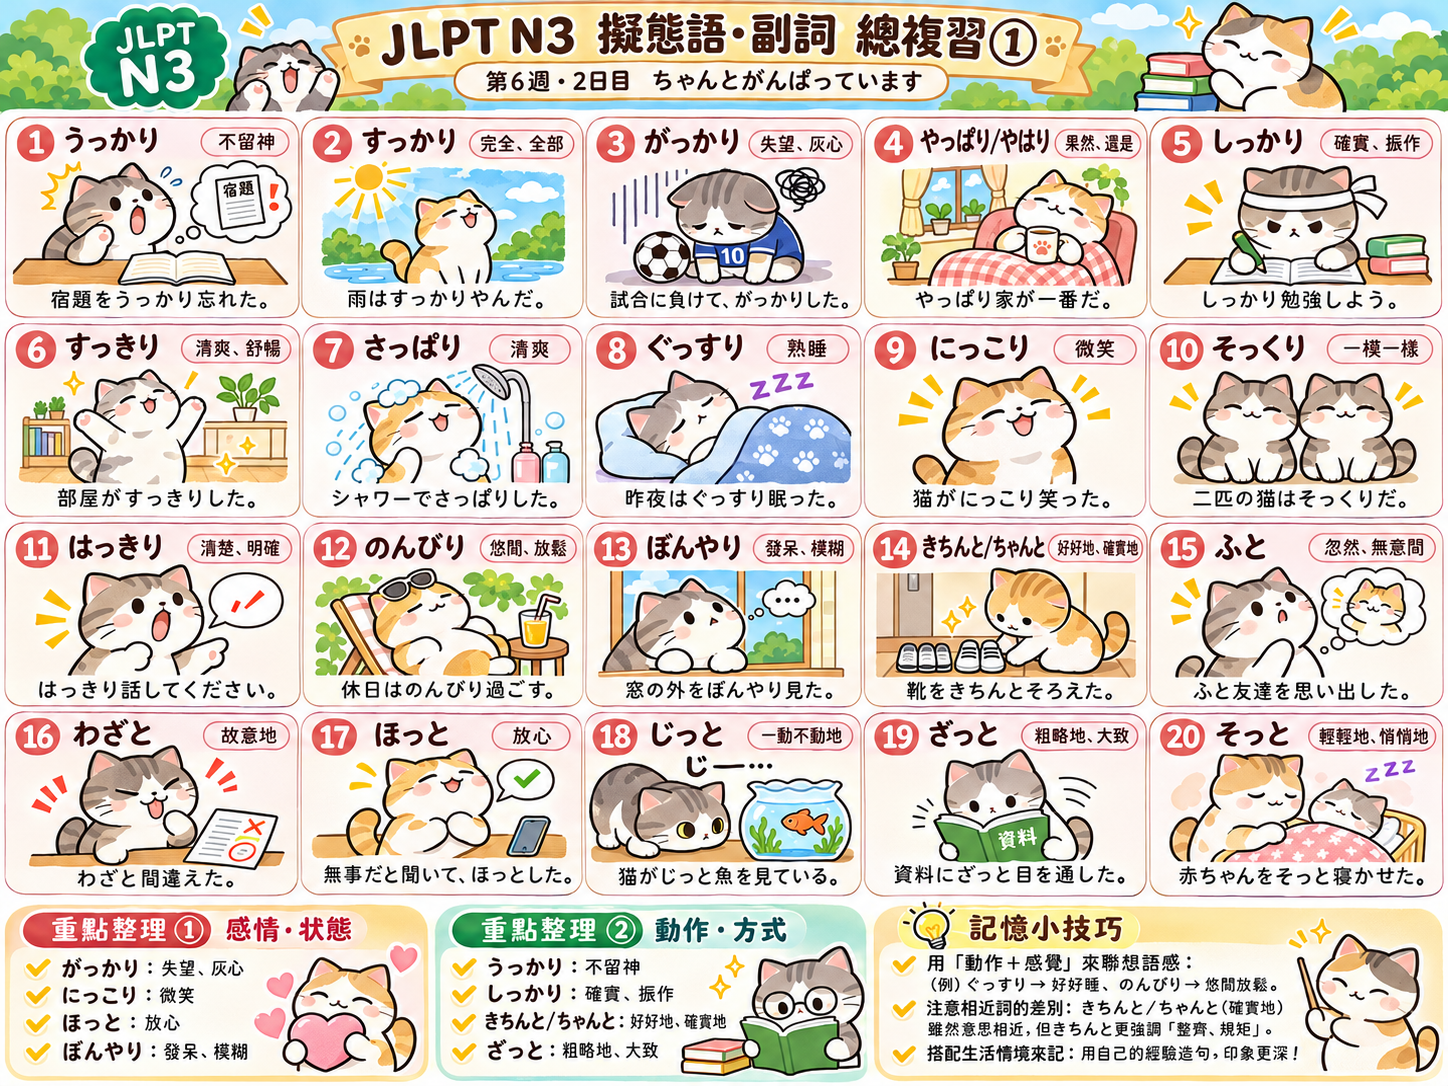 JLPT
N3
JLPT N3 擬態語・副詞 總複習①
第6週・2日目 ちゃんとがんばっています
1 うっかり 不留神
宿題
宿題をうっかり忘れた。
2 すっかり 完全、全部
雨はすっかりやんだ。
3 がっかり 失望、灰心
10
試合に負けて、がっかりした。
4 やっぱり/やはり 果然、還是
やっぱり家が一番だ。
5 しっかり 確實、振作
しっかり勉強しよう。
6 すっきり 清爽、舒暢
部屋がすっきりした。
7 さっぱり 清爽
シャワーでさっぱりした。
8 ぐっすり 熟睡
ZZZ
昨夜はぐっすり眠った。
9 にっこり 微笑
猫がにっこり笑った。
10 そっくり 一模一樣
二匹の猫はそっくりだ。
11 はっきり 清楚、明確
はっきり話してください。
12 のんびり 悠閒、放鬆
休日はのんびり過ごす。
13 ぼんやり 發呆、模糊
…
窓の外をぼんやり見た。
14 きちんと/ちゃんと 好好地、確實地
靴をきちんとそろえた。
15 ふと 忽然、無意間
ふと友達を思い出した。
16 わざと 故意地
わざと間違えた。
17 ほっと 放心
無事だと聞いて、ほっとした。
18 じっと 一動不動地
じー…
猫がじっと魚を見ている。
19 ざっと 粗略地、大致
資料
資料にざっと目を通した。
20 そっと 輕輕地、悄悄地
ZZZ
赤ちゃんをそっと寝かせた。
重點整理① 感情・狀態
がっかり：失望、灰心
にっこり：微笑
ほっと：放心
ぼんやり：發呆、模糊
重點整理② 動作・方式
うっかり：不留神
しっかり：確實、振作
きちんと/ちゃんと：好好地、確實地
ざっと：粗略地、大致
記憶小技巧
用「動作＋感覺」來聯想語感：
（例）ぐっすり→好好睡、のんびり→悠閒放鬆。
注意相近詞的差別：きちんと/ちゃんと（確實地）
雖然意思相近，但きちんと更強調「整齊、規矩」。
搭配生活情境來記：用自己的經驗造句，印象更深！